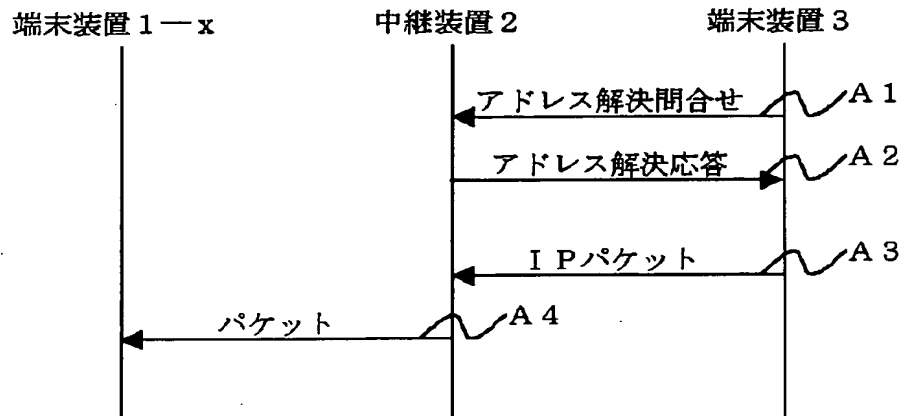 端末装置1—x
中継装置2
端末装置3
アドレス解決問合せ
A1
アドレス解決応答
A2
IPパケット
A3
パケット
A4